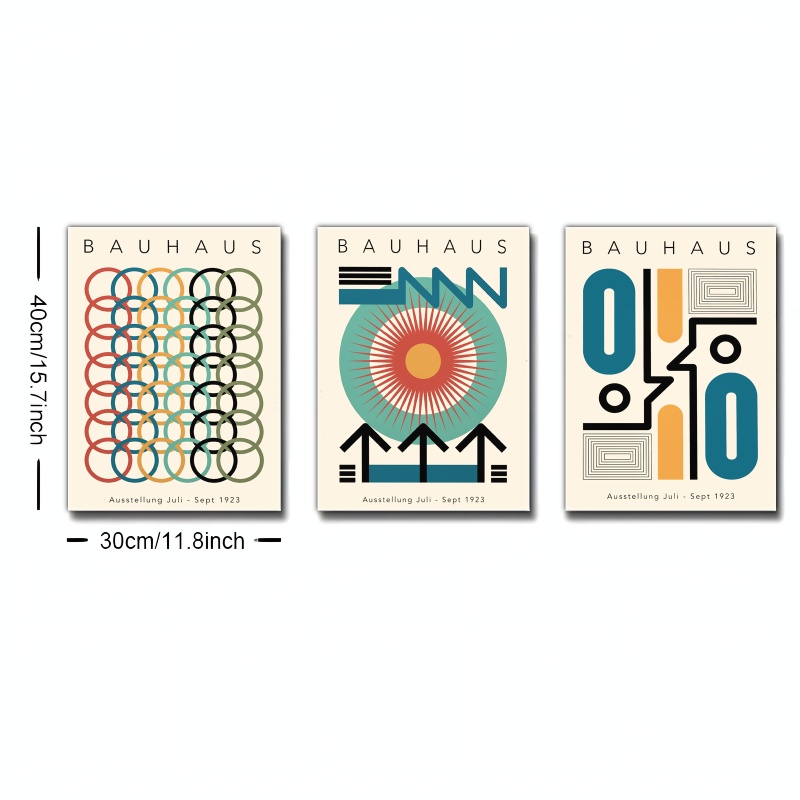 BAUHAUS
Ausstellung Juli - Sept 1923
BAUHAUS
Ausstellung Juli - Sept 1923
BAUHAUS
Ausstellung Juli - Sept 1923
40cm/15.7inch
30cm/11.8inch